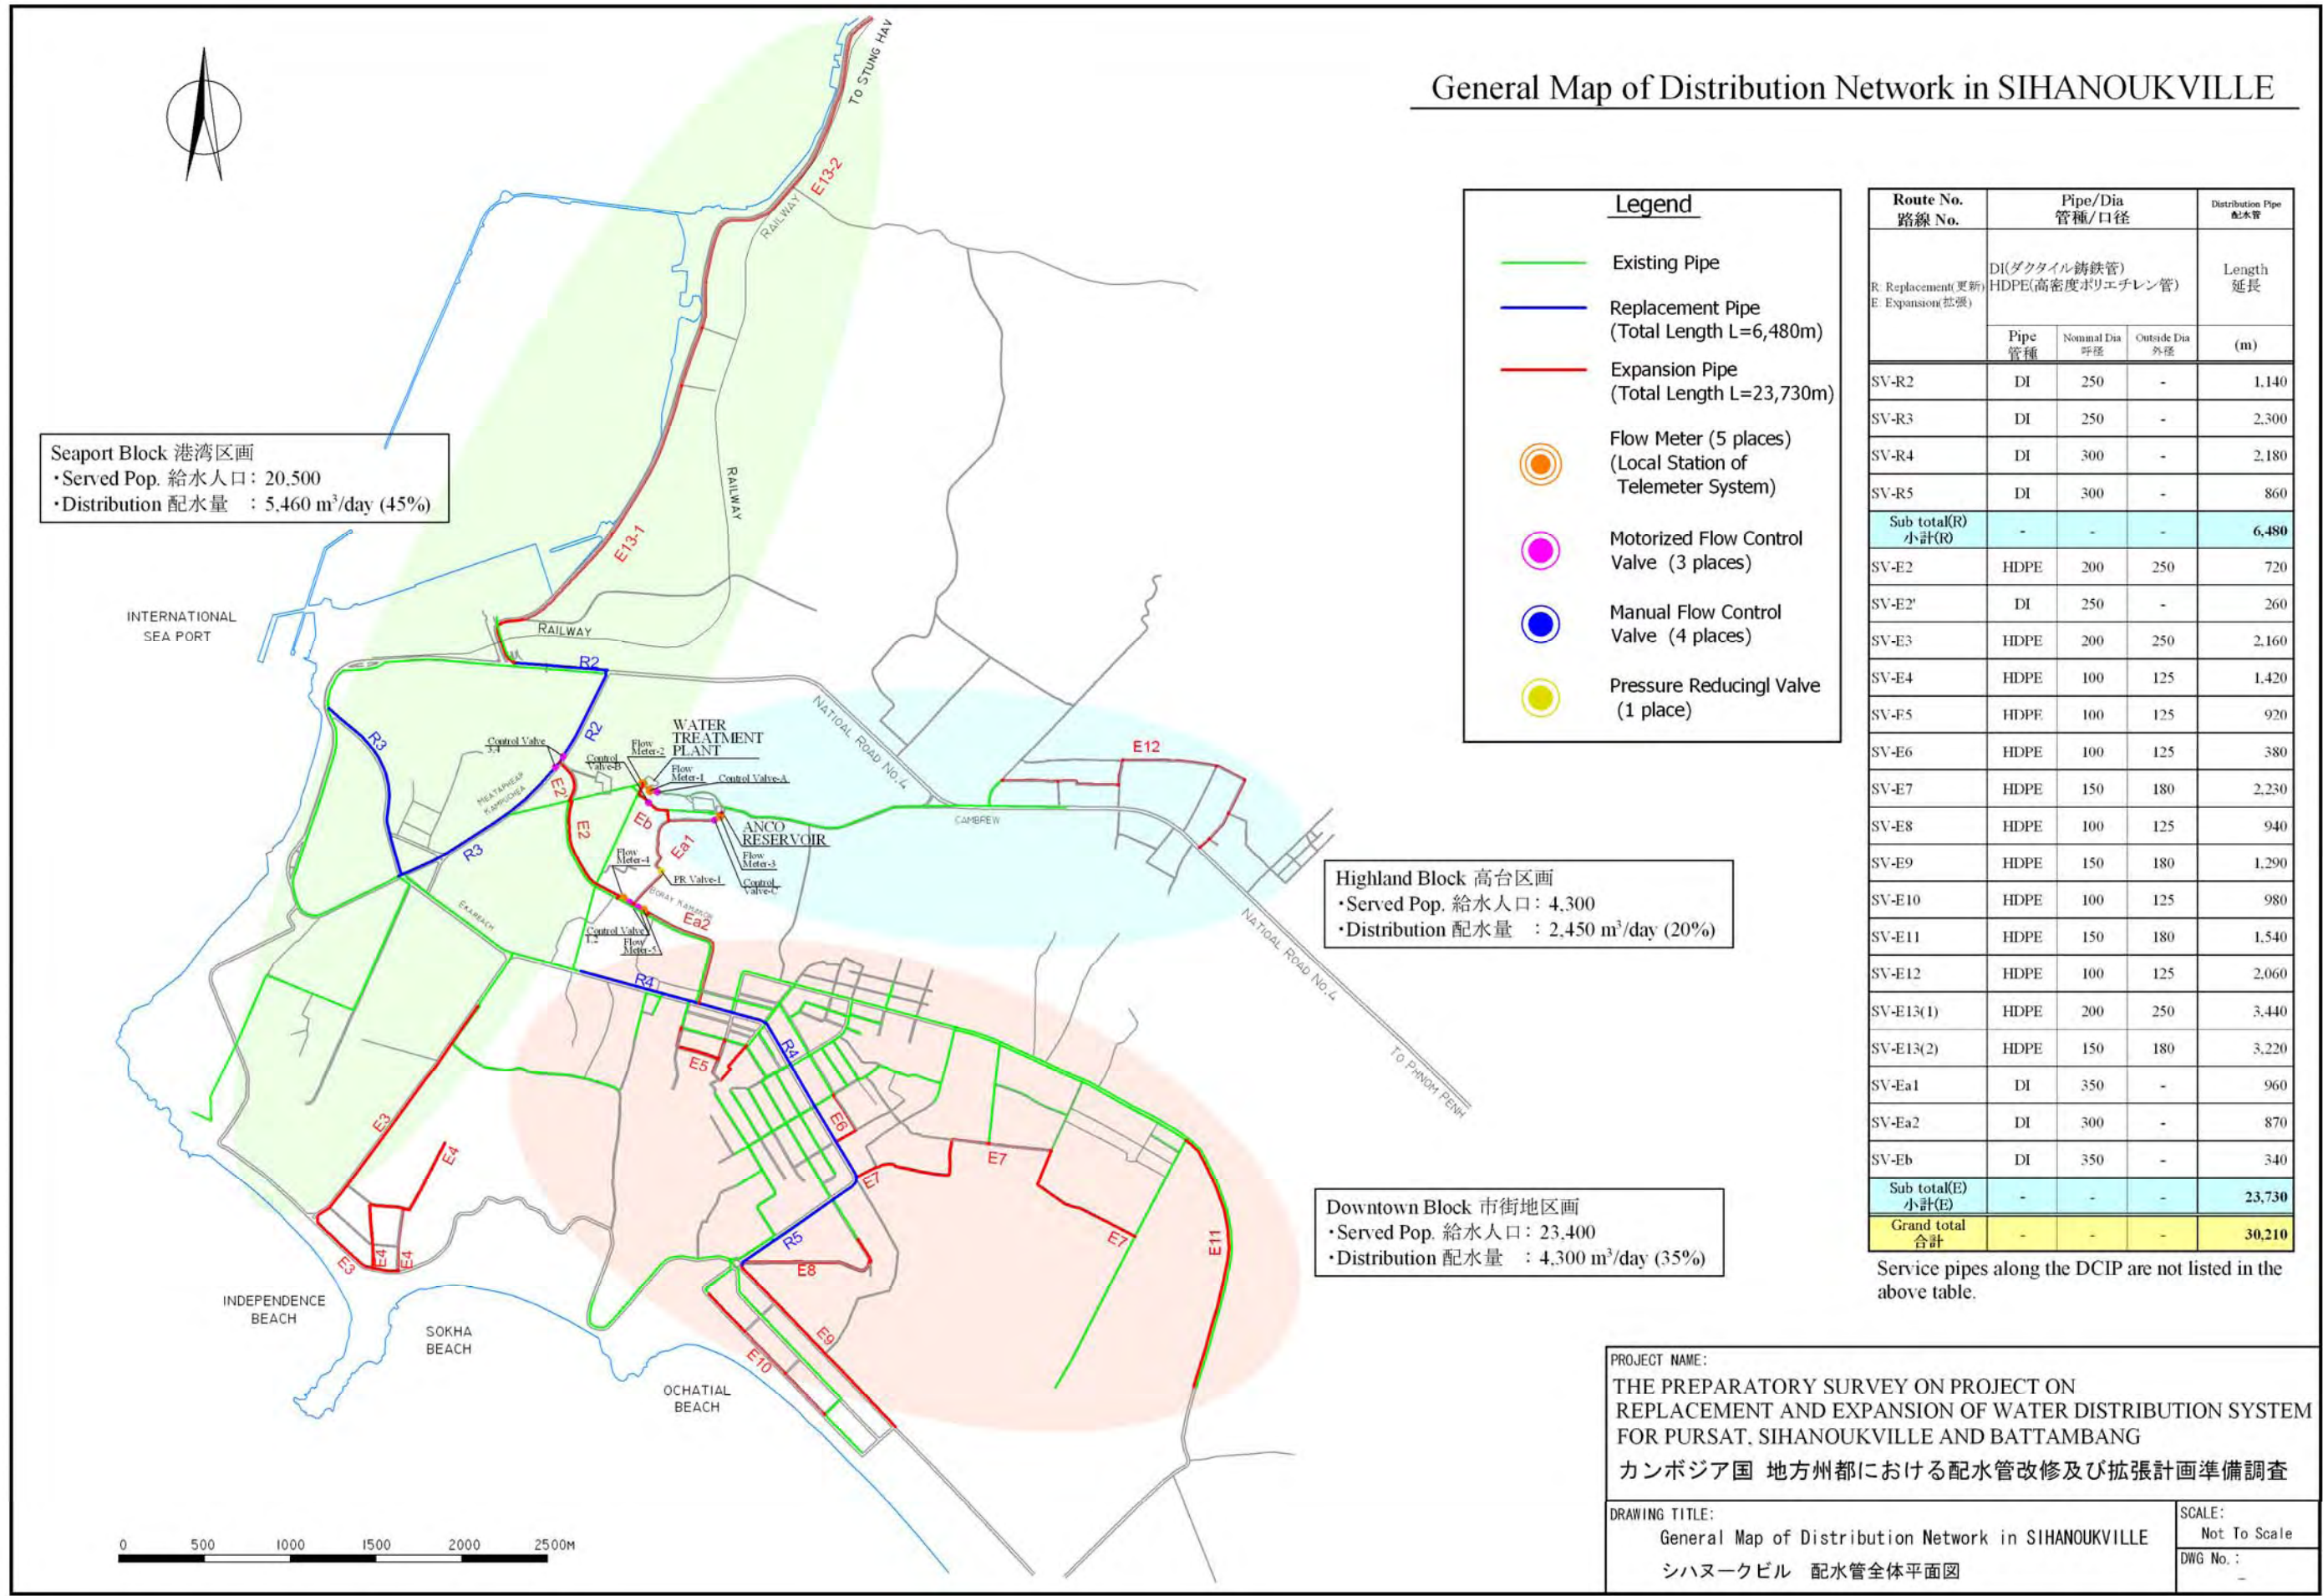 General Map of Distribution Network in SIHANOUKVILLE
TO STUNG HAV
E13-2
RAILWAY
RAILWAY
E13-1
RAILWAY
Seaport Block 港湾区画
・Served Pop. 給水人口: 20,500
・Distribution 配水量 : 5,460 m³/day (45%)
INTERNATIONAL
SEA PORT
R2
R2
R3
R3
NATIOAL ROAD No.4
WATER
TREATMENT
PLANT
Control Valve
3,4
Control
Valve-B
Flow
Meter-2
Flow
Meter-1
Control Valve-A
MEATAPHEAP
KAMPUCHEA
E2'
E2
Eb
Ea1
ANCO
RESERVOIR
Flow
Meter-3
Control
Valve-C
Flow
Meter-4
PR Valve-1
Ea2
Control Valve
1,2
Flow
Meter-5
EKAREACH
CAMBREW
E12
NATIOAL ROAD No.4
TO PHNOM PENH
Highland Block 高台区画
・Served Pop. 給水人口: 4,300
・Distribution 配水量 : 2,450 m³/day (20%)
R4
R4
E5
E6
E7
E7
E7
E3
E4
E3
E4
E4
R5
E8
E9
E10
E11
Downtown Block 市街地区画
・Served Pop. 給水人口: 23,400
・Distribution 配水量 : 4,300 m³/day (35%)
INDEPENDENCE
BEACH
SOKHA
BEACH
OCHATIAL
BEACH
0 500 1000 1500 2000 2500M
Legend
Existing Pipe
Replacement Pipe
(Total Length L=6,480m)
Expansion Pipe
(Total Length L=23,730m)
Flow Meter (5 places)
(Local Station of
Telemeter System)
Motorized Flow Control
Valve (3 places)
Manual Flow Control
Valve (4 places)
Pressure Reducingl Valve
(1 place)
Route No. Pipe/Dia Distribution Pipe
路線 No. 管種/口径 配水管
R: Replacement(更新)
E: Expansion(拡張)
DI(ダクタイル鋳鉄管)
HDPE(高密度ポリエチレン管)
Length
延長
Pipe Nominal Dia Outside Dia (m)
管種 呼径 外径
SV-R2 DI 250 - 1,140
SV-R3 DI 250 - 2,300
SV-R4 DI 300 - 2,180
SV-R5 DI 300 - 860
Sub total(R) - - - 6,480
小計(R)
SV-E2 HDPE 200 250 720
SV-E2' DI 250 - 260
SV-E3 HDPE 200 250 2,160
SV-E4 HDPE 100 125 1,420
SV-E5 HDPE 100 125 920
SV-E6 HDPE 100 125 380
SV-E7 HDPE 150 180 2,230
SV-E8 HDPE 100 125 940
SV-E9 HDPE 150 180 1,290
SV-E10 HDPE 100 125 980
SV-E11 HDPE 150 180 1,540
SV-E12 HDPE 100 125 2,060
SV-E13(1) HDPE 200 250 3,440
SV-E13(2) HDPE 150 180 3,220
SV-Ea1 DI 350 - 960
SV-Ea2 DI 300 - 870
SV-Eb DI 350 - 340
Sub total(E) - - - 23,730
小計(E)
Grand total - - - 30,210
合計
Service pipes along the DCIP are not listed in the
above table.
PROJECT NAME:
THE PREPARATORY SURVEY ON PROJECT ON
REPLACEMENT AND EXPANSION OF WATER DISTRIBUTION SYSTEM
FOR PURSAT, SIHANOUKVILLE AND BATTAMBANG
カンボジア国 地方州都における配水管改修及び拡張計画準備調査
DRAWING TITLE:
General Map of Distribution Network in SIHANOUKVILLE
シハヌークビル 配水管全体平面図
SCALE:
Not To Scale
DWG No.:
-